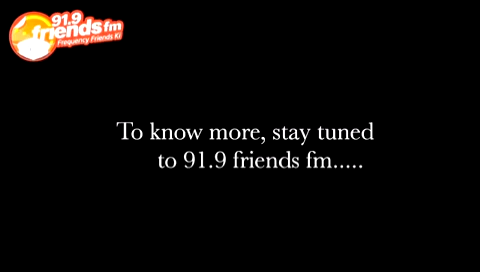 91.9
friends fm
Frequency Friends Ki
To know more, stay tuned
to 91.9 friends fm.....